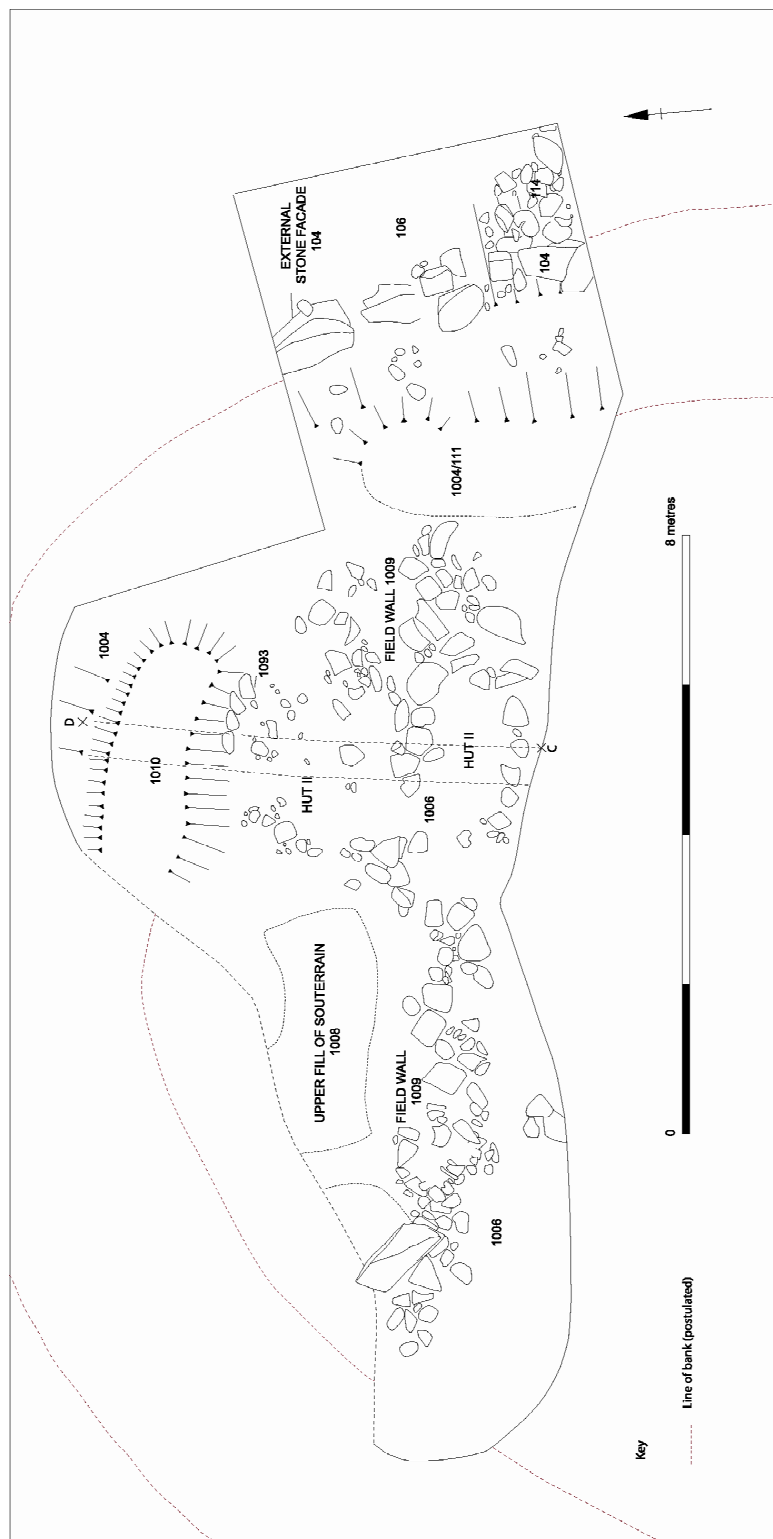 EXTERNAL
STONE FACADE
104
106
114
104
1004/111
FIELD WALL 1009
1004
1093
D
1010
HUT II
HUT II
C
1006
UPPER FILL OF SOUTERRAIN
1008
FIELD WALL
1009
1006
0
8 metres
Key
Line of bank (postulated)